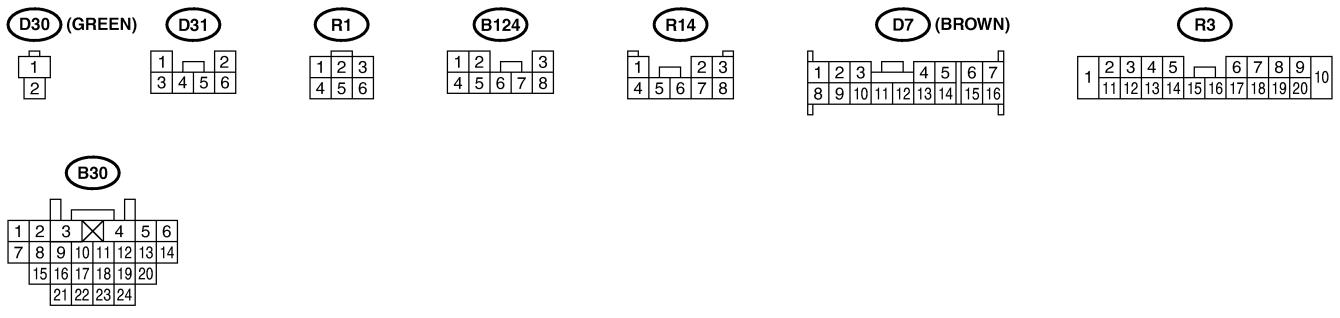 D30 (GREEN) D31 R1 B124 R14 D7 (BROWN) R3
1
2
1 2
3 4 5 6
1 2 3
4 5 6
1 2 3
4 5 6 7 8
1 2 3
4 5 6 7 8
1 2 3 4 5 6 7
8 9 10 11 12 13 14 15 16
1 2 3 4 5 6 7 8 9 10
11 12 13 14 15 16 17 18 19 20
B30
1 2 3 4 5 6
7 8 9 10 11 12 13 14
15 16 17 18 19 20
21 22 23 24